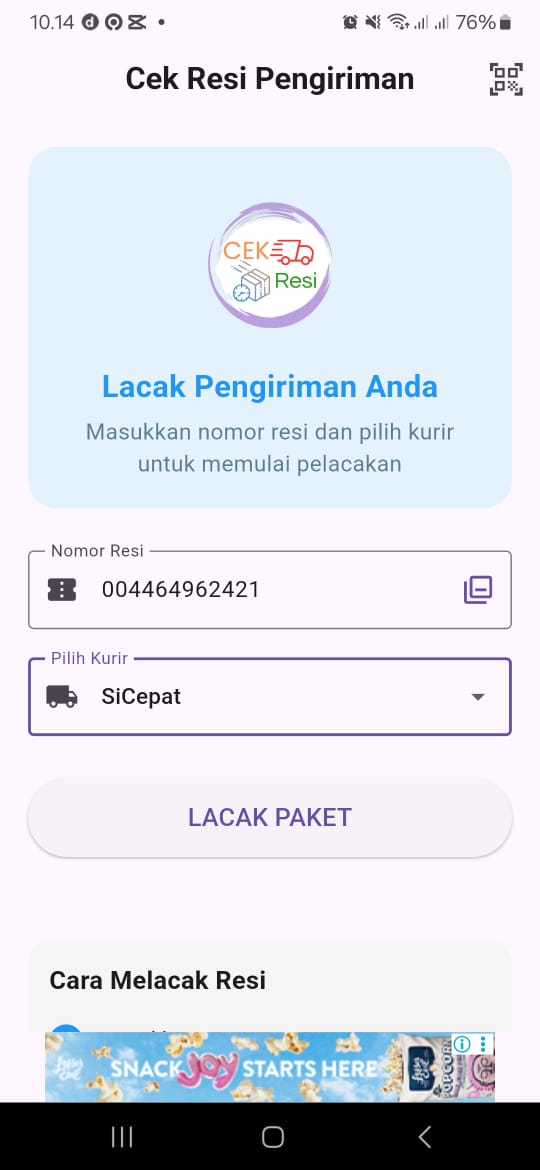 10.14
76%
Cek Resi Pengiriman
CEK
Resi
Lacak Pengiriman Anda
Masukkan nomor resi dan pilih kurir
untuk memulai pelacakan
Nomor Resi
004464962421
Pilih Kurir
SiCepat
LACAK PAKET
Cara Melacak Resi
SNACK JOY STARTS HERE
POPCORN